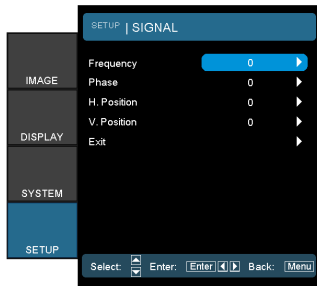 SETUP | SIGNAL
Frequency 0
Phase 0
H. Position 0
V. Position 0
Exit
IMAGE
DISPLAY
SYSTEM
SETUP
Select: Enter: Enter Back: Menu